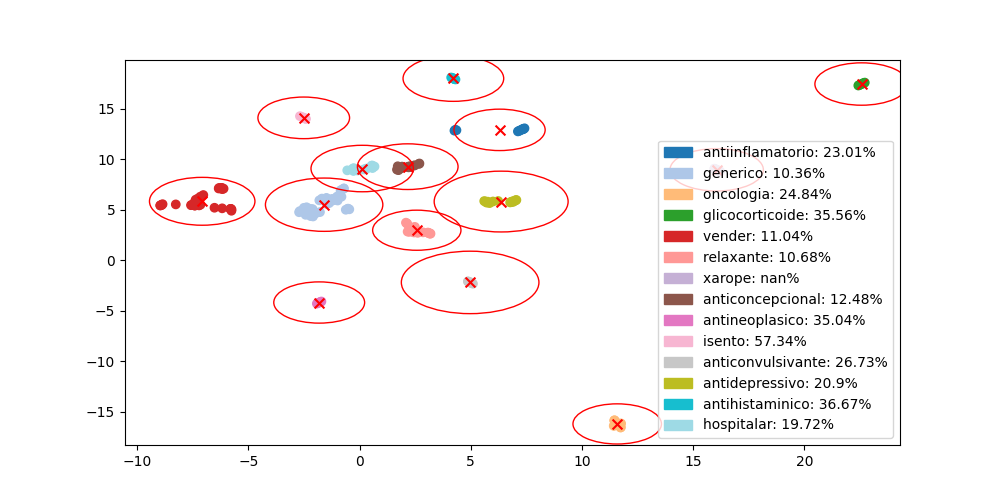 15
10
5
0
−5
−10
−15
−10
−5
0
5
10
15
20
antiinflamatorio: 23.01%
generico: 10.36%
oncologia: 24.84%
glicocorticoide: 35.56%
vender: 11.04%
relaxante: 10.68%
xarope: nan%
anticoncepcional: 12.48%
antineoplasico: 35.04%
isento: 57.34%
anticonvulsivante: 26.73%
antidepressivo: 20.9%
antihistaminico: 36.67%
hospitalar: 19.72%